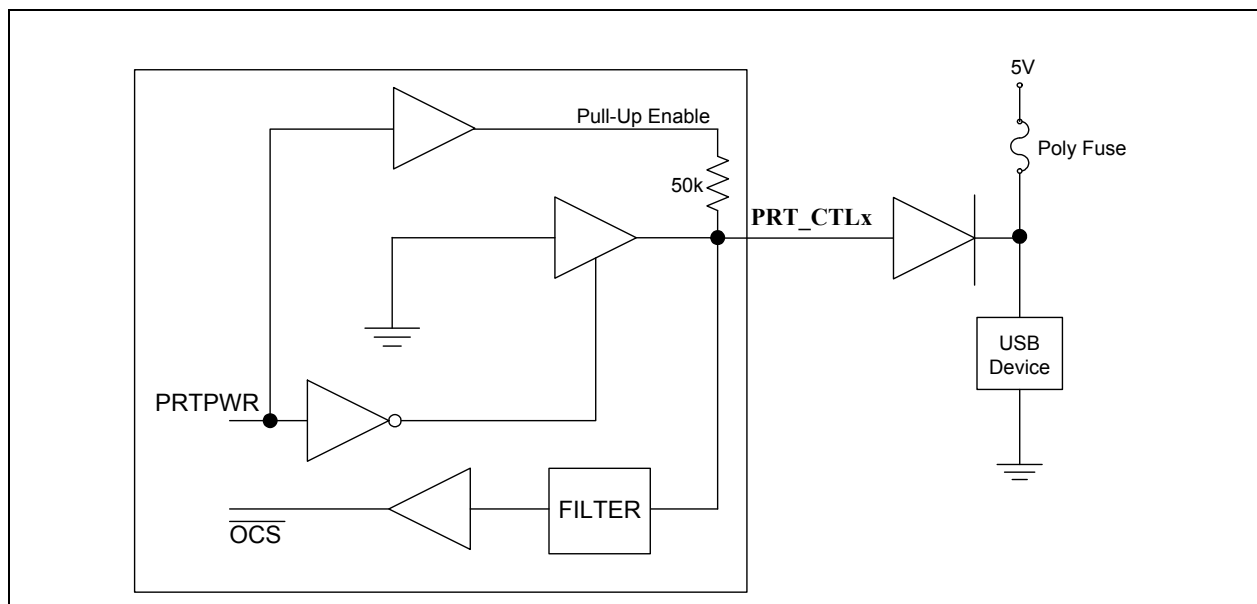 5V
Pull-Up Enable
Poly Fuse
50k
PRT_CTLx
USB
Device
PRTPWR
FILTER
OCS